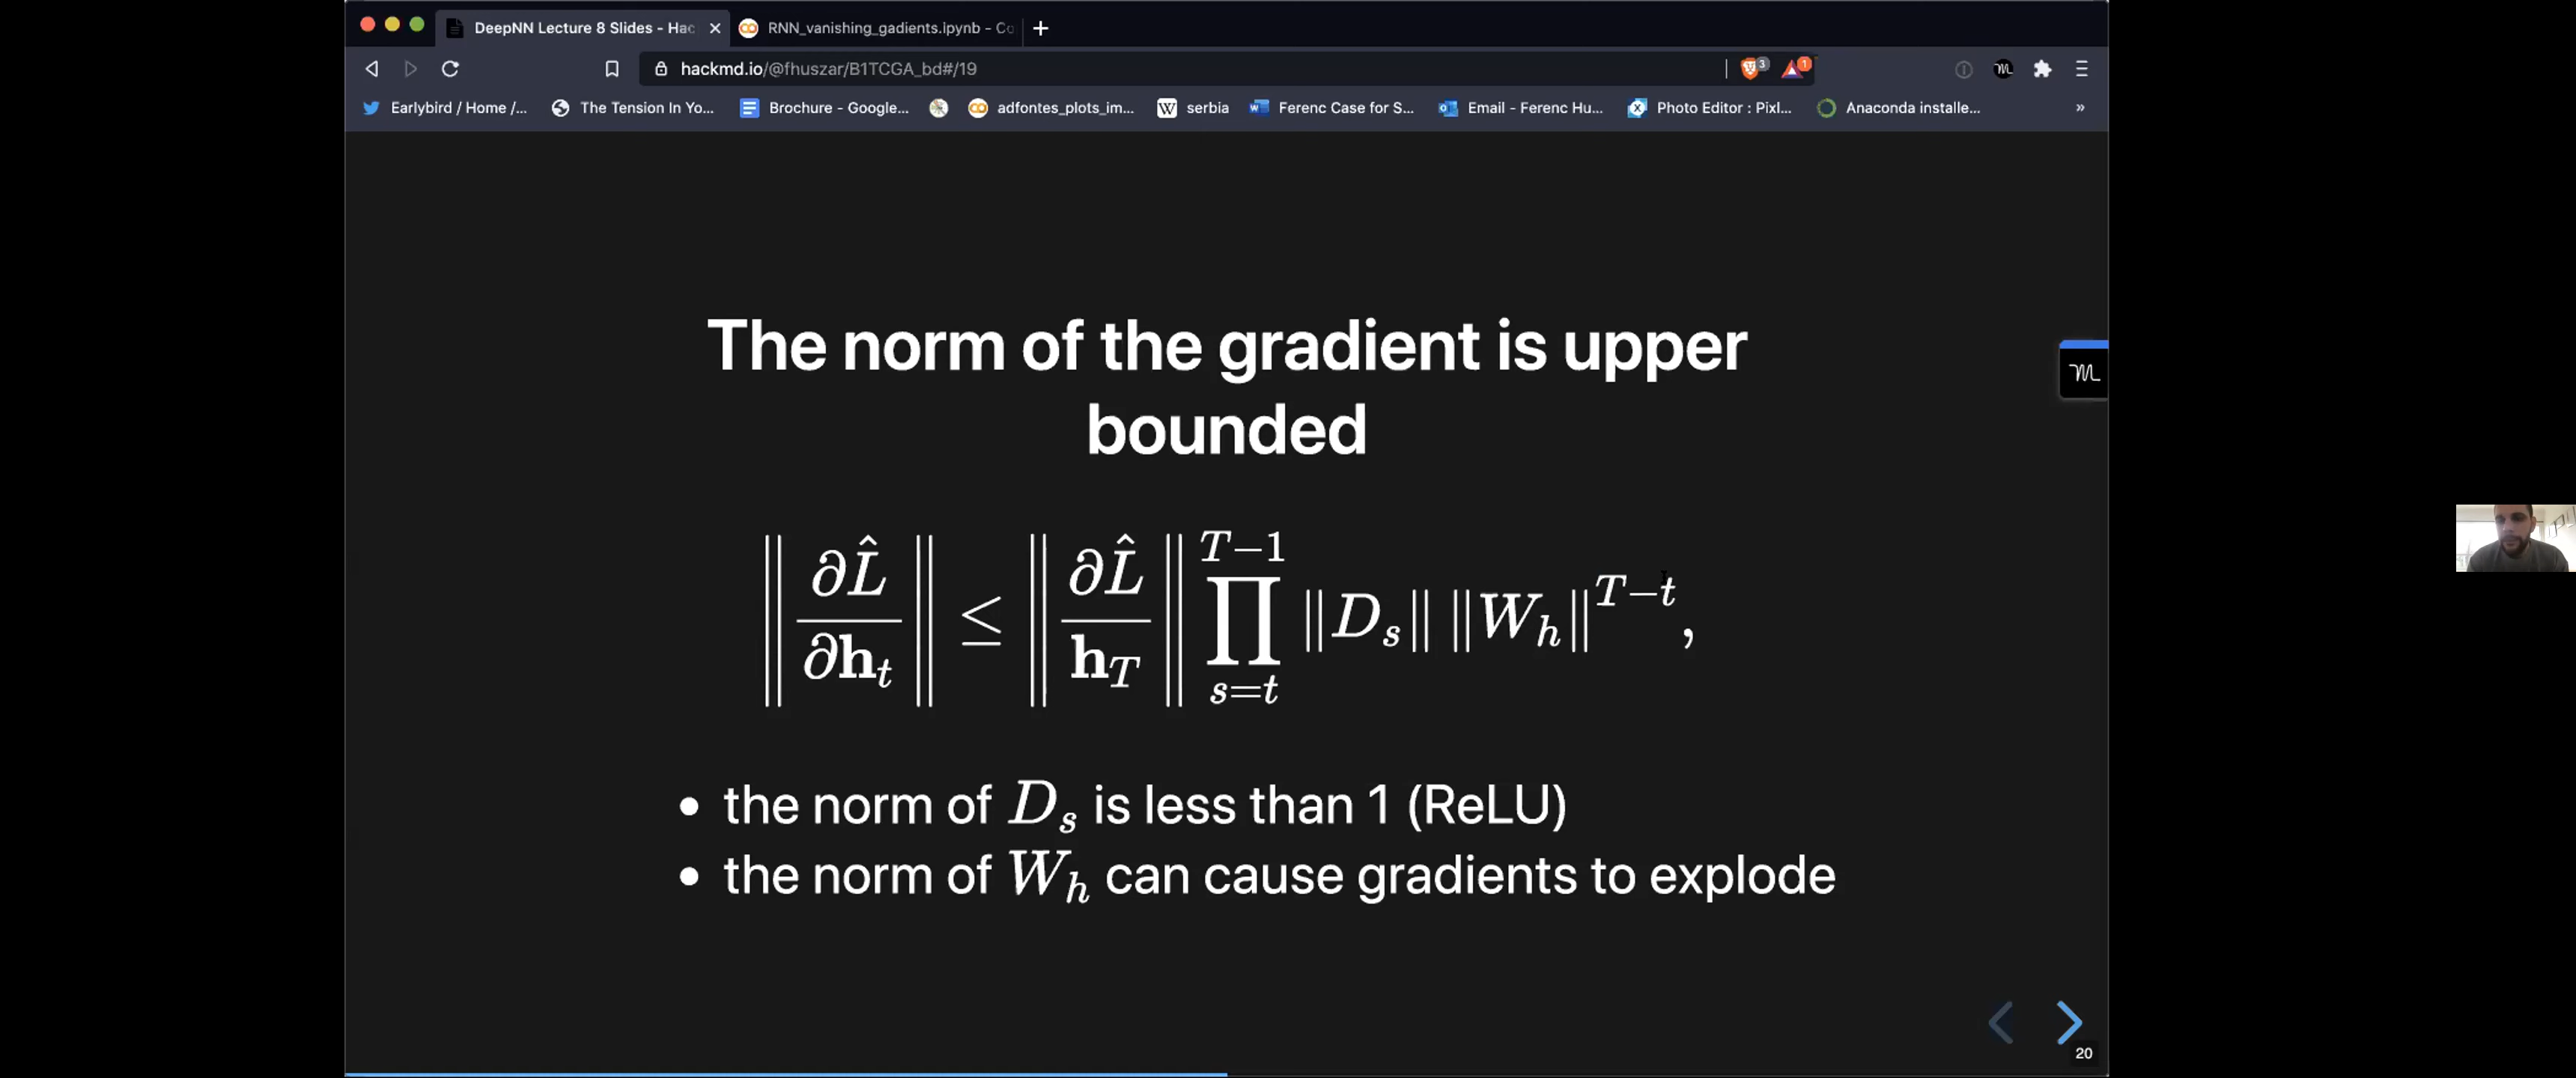 DeepNN Lecture 8 Slides - Hac
RNN_vanishing_gadients.ipynb - Co
hackmd.io/@fhuszar/B1TCGA_bd#/19
3
1
Earlybird / Home /...
The Tension In Yo...
Brochure - Google...
adfontes_plots_im...
W serbia
Ferenc Case for S...
Email - Ferenc Hu...
Photo Editor : Pixl...
Anaconda installe...
»
The norm of the gradient is upper
bounded
‖∂L̂/∂h_t‖ ≤ ‖∂L̂/h_T‖ ∏_{s=t}^{T−1} ‖D_s‖ ‖W_h‖^{T−t},
• the norm of D_s is less than 1 (ReLU)
• the norm of W_h can cause gradients to explode
20